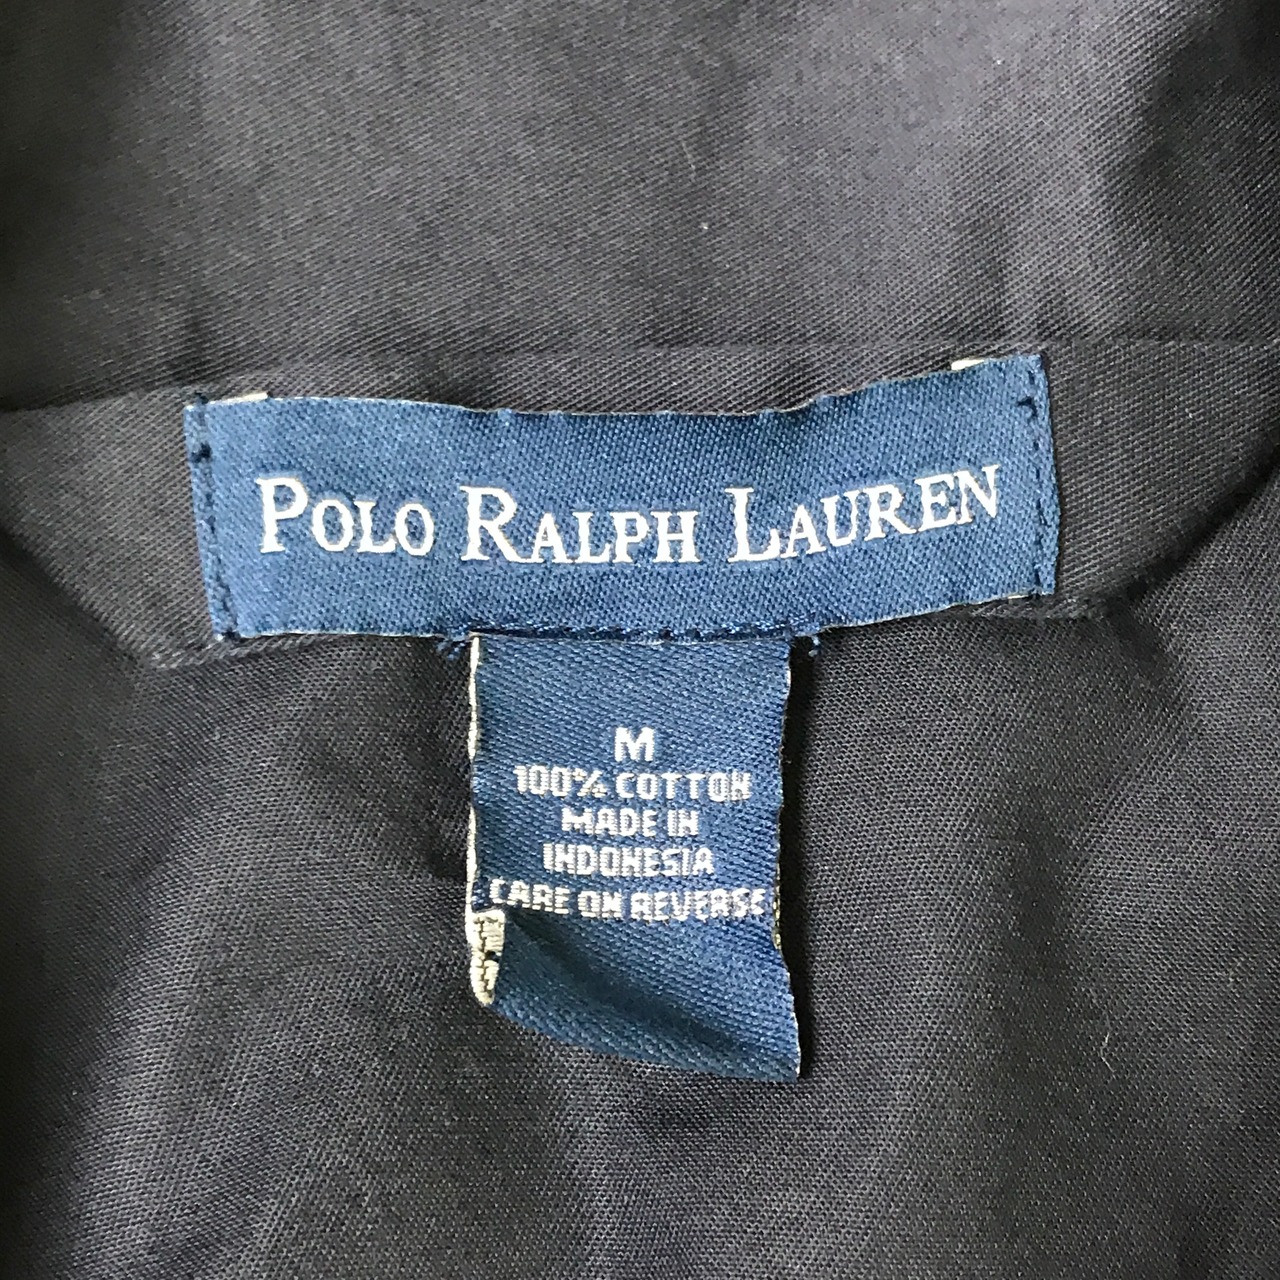 POLO RALPH LAUREN
M
100% COTTON
MADE IN
INDONESIA
CARE ON REVERSE